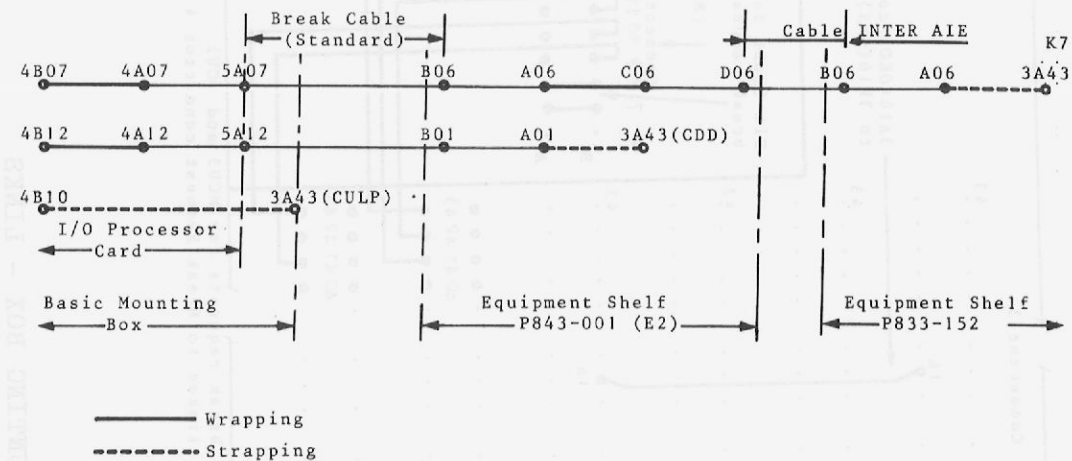 Break Cable
(Standard)
Cable INTER AIE
K7
4B07 4A07 5A07 B06 A06 C06 D06 B06 A06 3A43
4B12 4A12 5A12 B01 A01 3A43(CDD)
4B10 3A43(CULP)
I/O Processor
Card
Basic Mounting
Box
Equipment Shelf
P843-001 (E2)
Equipment Shelf
P833-152
Wrapping
Strapping